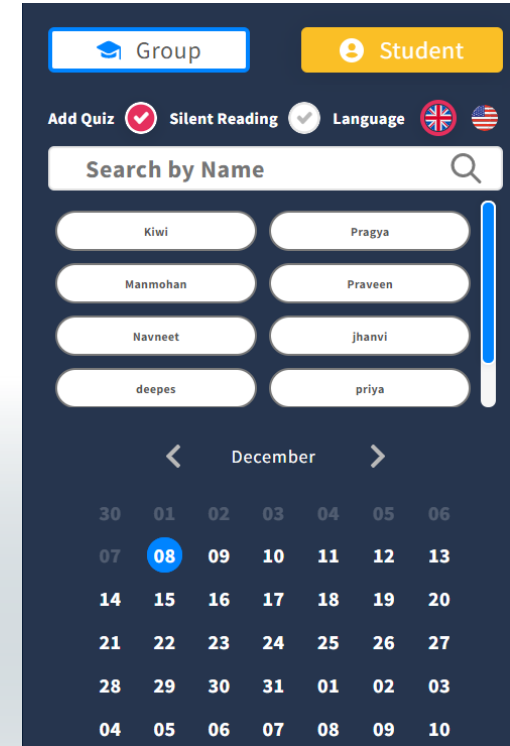 Group Student
Add Quiz Silent Reading Language
Search by Name
Kiwi Pragya
Manmohan Praveen
Navneet jhanvi
deepes priya
December
30 01 02 03 04 05 06
07 08 09 10 11 12 13
14 15 16 17 18 19 20
21 22 23 24 25 26 27
28 29 30 31 01 02 03
04 05 06 07 08 09 10